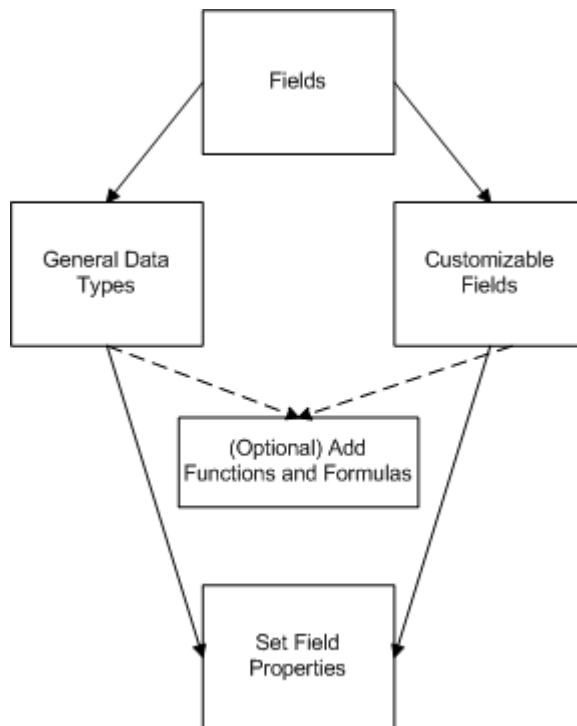 Fields
General Data
Types
Customizable
Fields
(Optional) Add
Functions and Formulas
Set Field
Properties